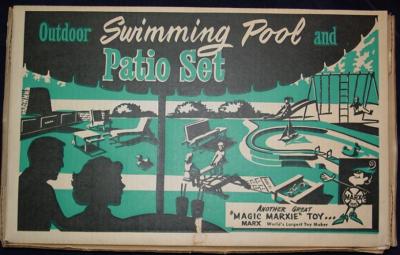 Outdoor Swimming Pool and
Patio Set
ANOTHER GREAT
"MAGIC MARXIE" TOY...
MARX World's Largest Toy Maker